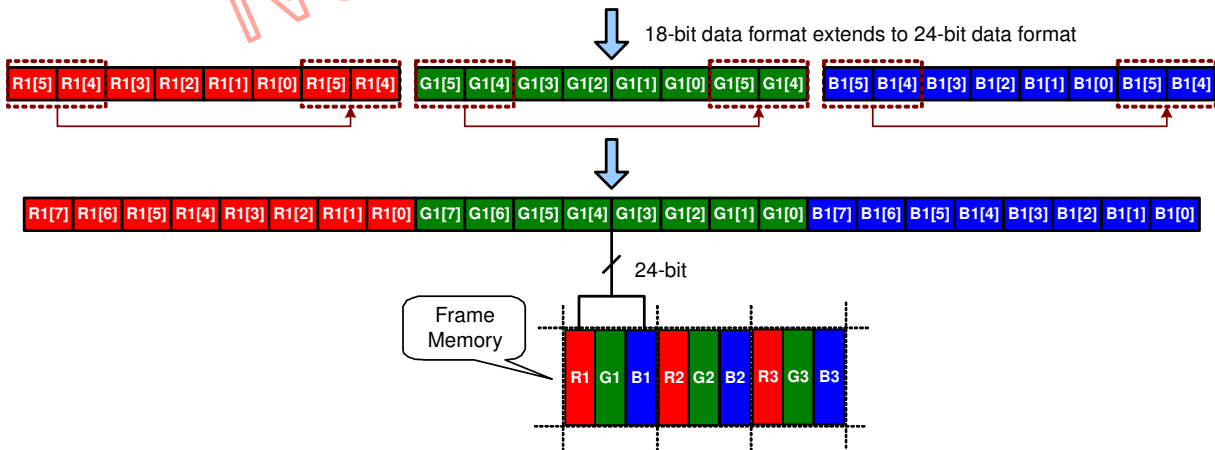 18-bit data format extends to 24-bit data format
R1[5] R1[4] R1[3] R1[2] R1[1] R1[0] R1[5] R1[4] G1[5] G1[4] G1[3] G1[2] G1[1] G1[0] G1[5] G1[4] B1[5] B1[4] B1[3] B1[2] B1[1] B1[0] B1[5] B1[4]
R1[7] R1[6] R1[5] R1[4] R1[3] R1[2] R1[1] R1[0] G1[7] G1[6] G1[5] G1[4] G1[3] G1[2] G1[1] G1[0] B1[7] B1[6] B1[5] B1[4] B1[3] B1[2] B1[1] B1[0]
24-bit
Frame
Memory
R1 G1 B1 R2 G2 B2 R3 G3 B3